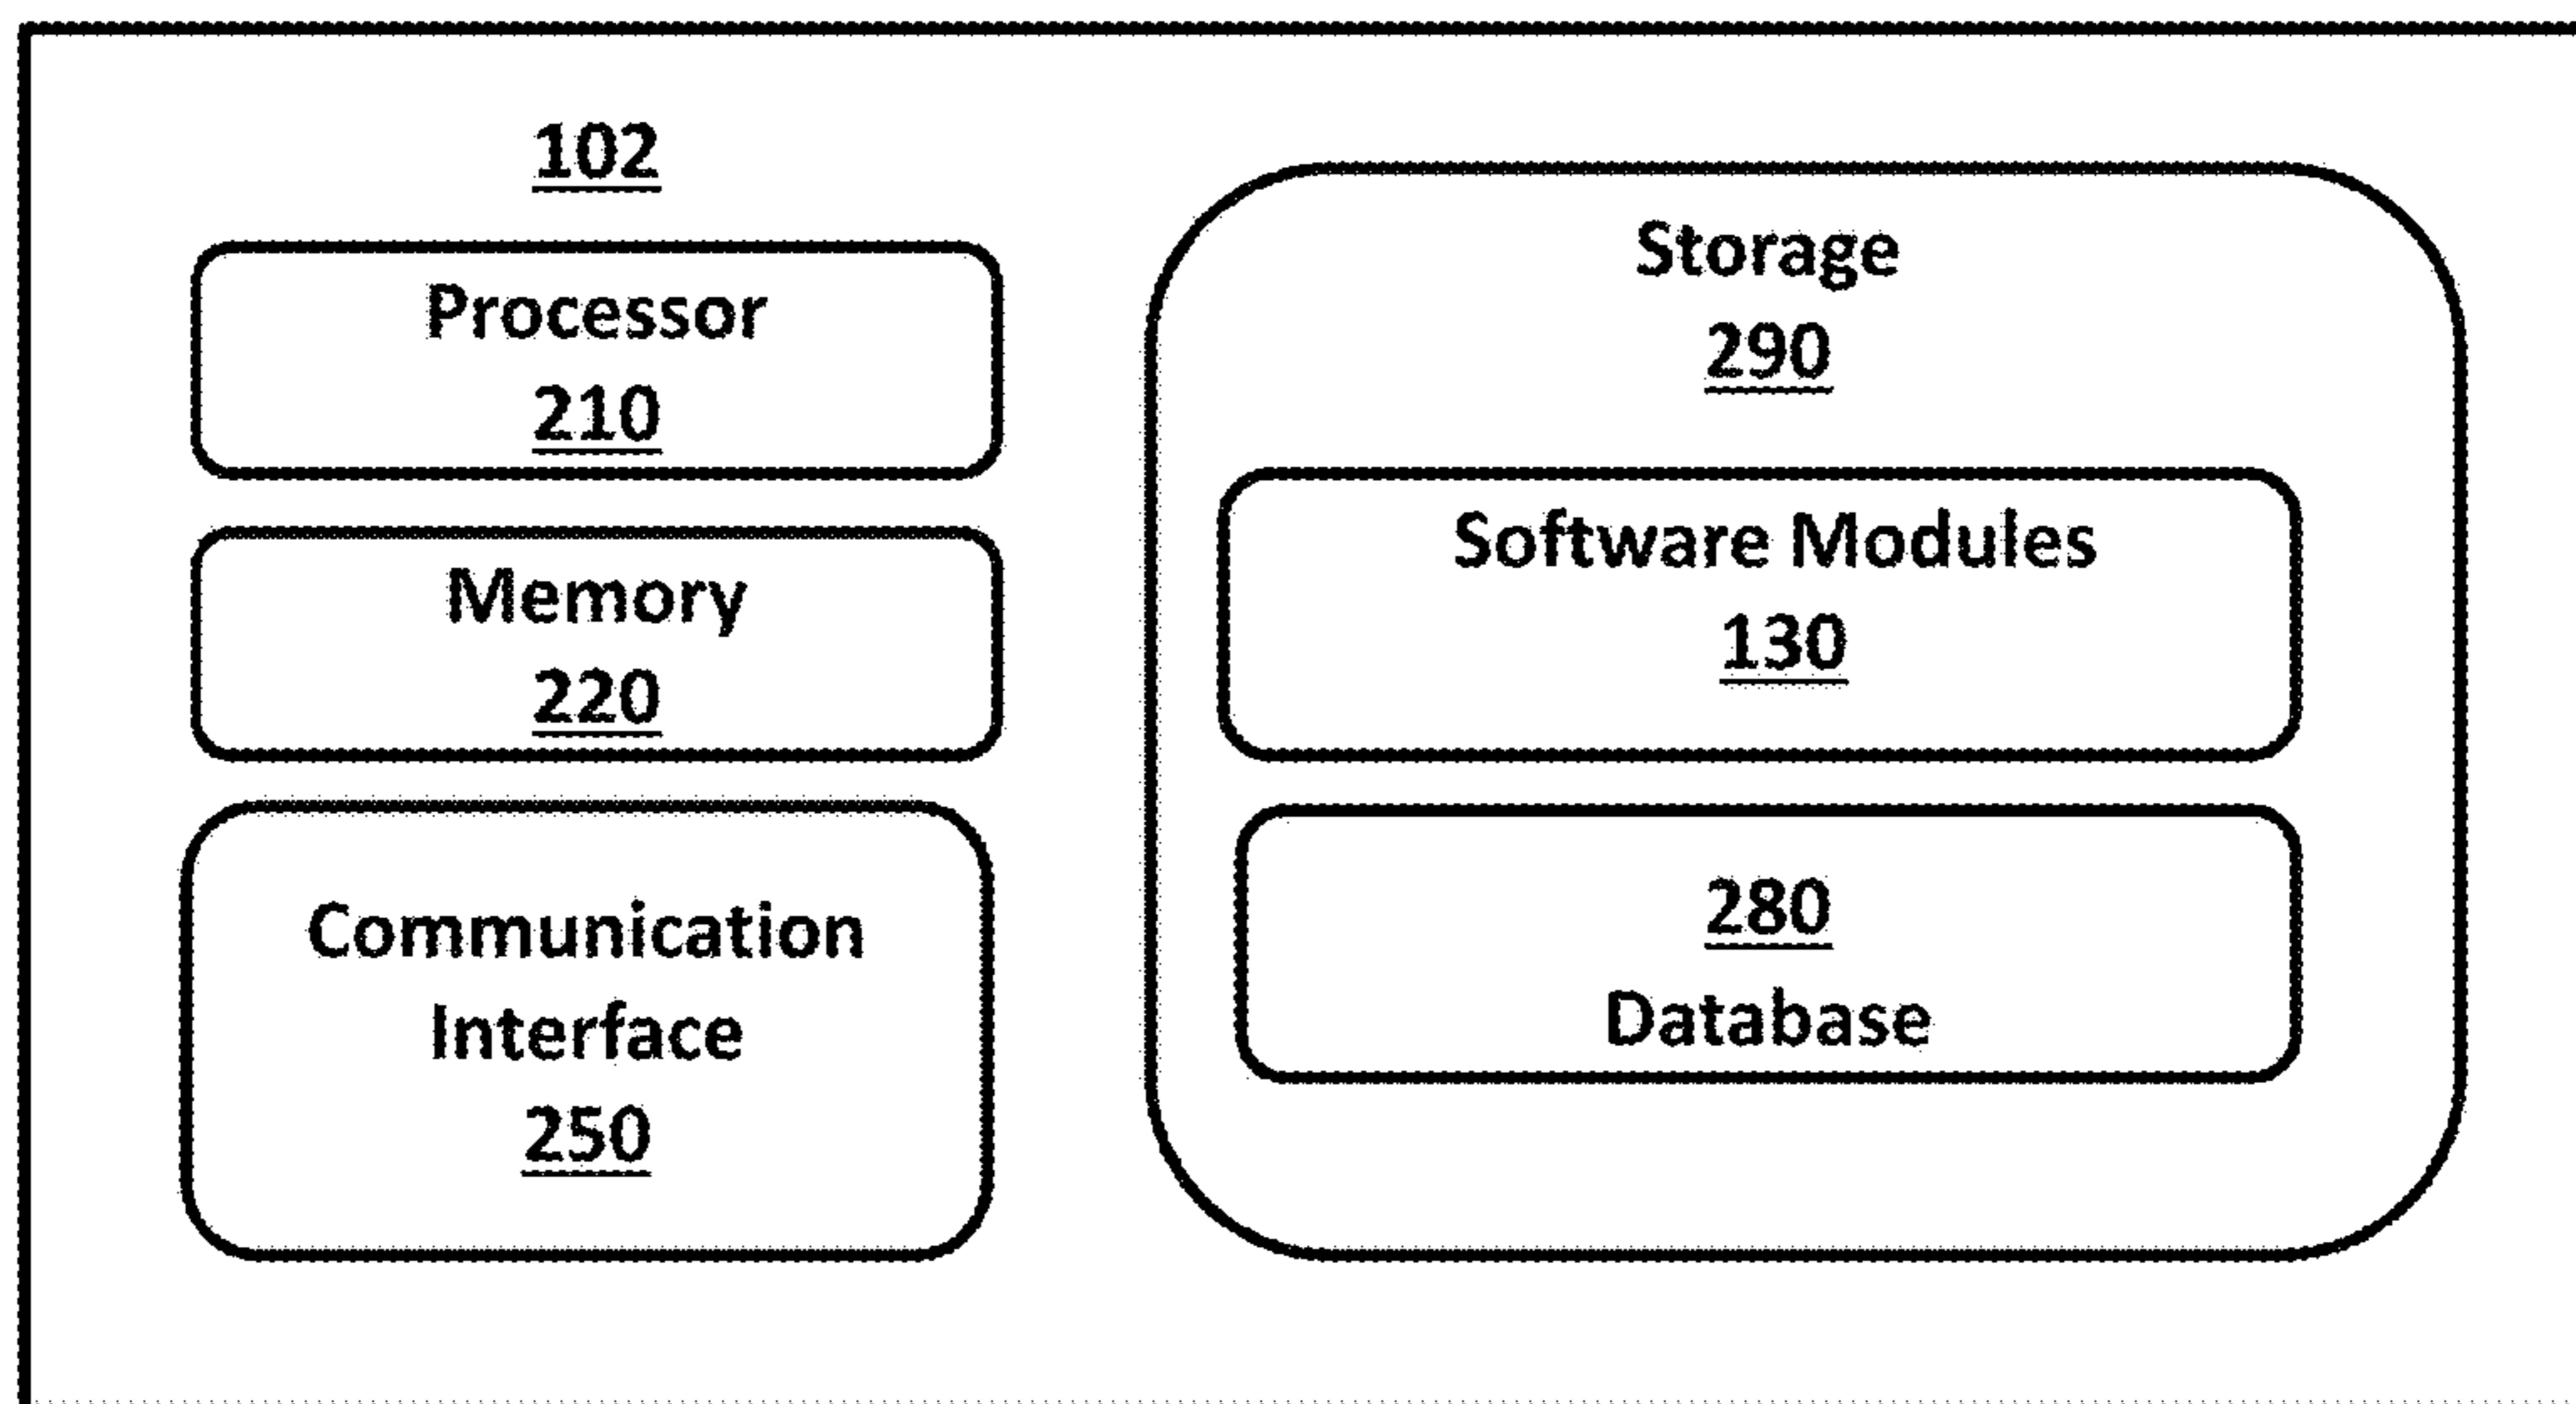 102
Processor
210
Memory
220
Communication
Interface
250
Storage
290
Software Modules
130
280
Database